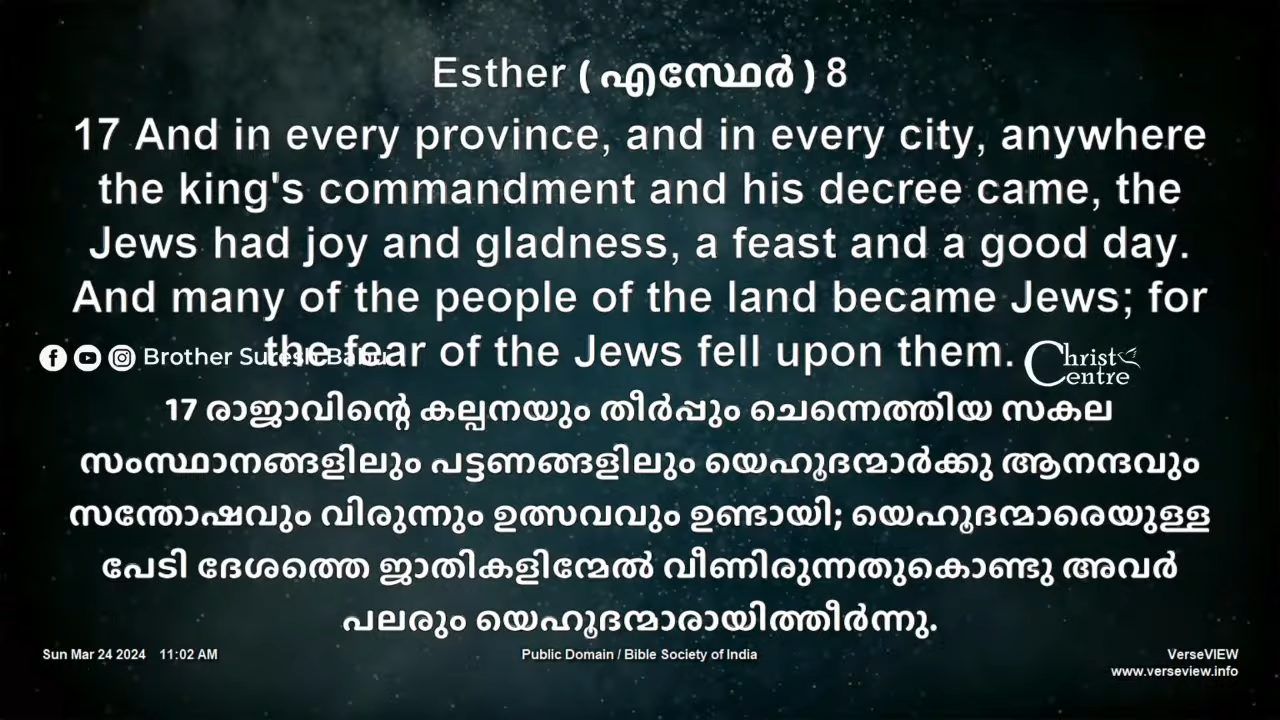 Esther ( എസ്ഥേർ ) 8
17 And in every province, and in every city, anywhere
the king's commandment and his decree came, the
Jews had joy and gladness, a feast and a good day.
And many of the people of the land became Jews; for
the fear of the Jews fell upon them.
Brother Suresh Babu
Christ
Centre
17 രാജാവിന്റെ കല്പനയും തീർപ്പും ചെന്നെത്തിയ സകല
സംസ്ഥാനങ്ങളിലും പട്ടണങ്ങളിലും യെഹൂദന്മാർക്കു ആനന്ദവും
സന്തോഷവും വിരുന്നും ഉത്സവവും ഉണ്ടായി; യെഹൂദന്മാരെയുള്ള
പേടി ദേശത്തെ ജാതികളിന്മേൽ വീണിരുന്നതുകൊണ്ടു അവർ
പലരും യെഹൂദന്മാരായിത്തീർന്നു.
Sun Mar 24 2024 11:02 AM
Public Domain / Bible Society of India
VerseVIEW
www.verseview.info